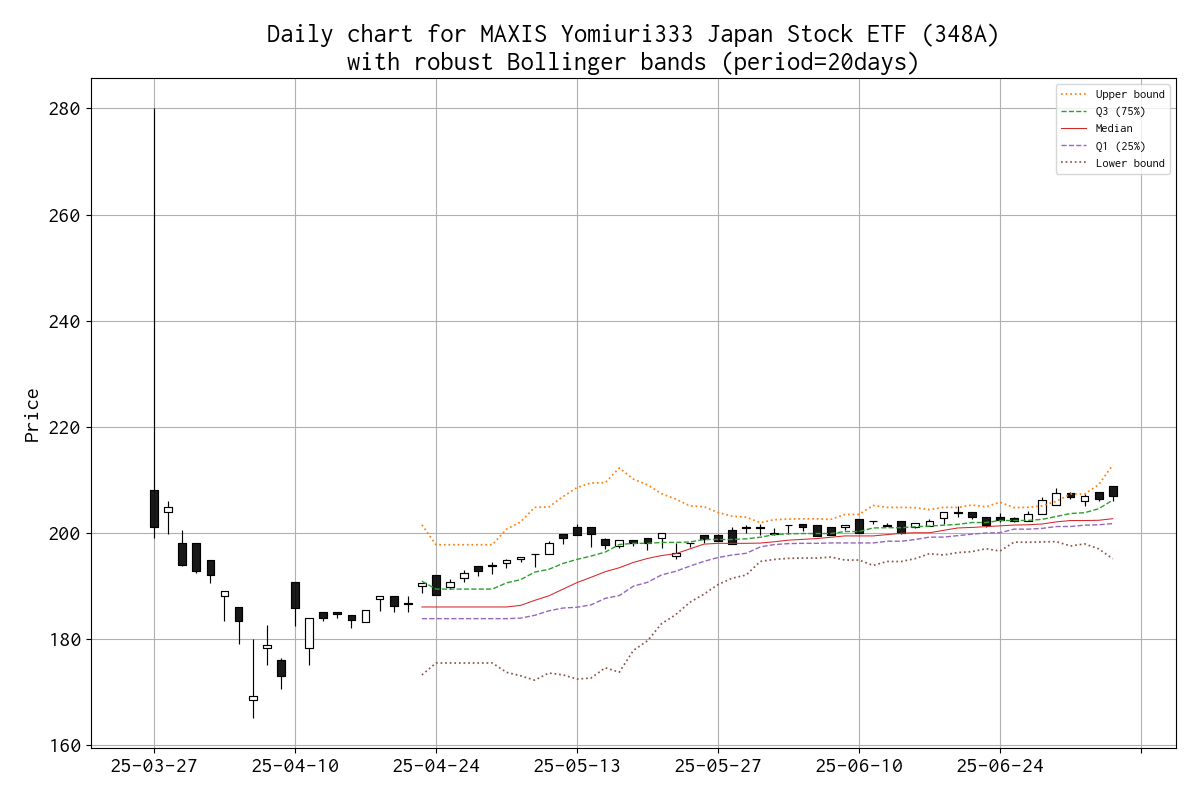 Daily chart for MAXIS Yomiuri333 Japan Stock ETF (348A)
with robust Bollinger bands (period=20days)
Upper bound
Q3 (75%)
Median
Q1 (25%)
Lower bound
280
260
240
220
200
180
160
Price
25-03-27
25-04-10
25-04-24
25-05-13
25-05-27
25-06-10
25-06-24